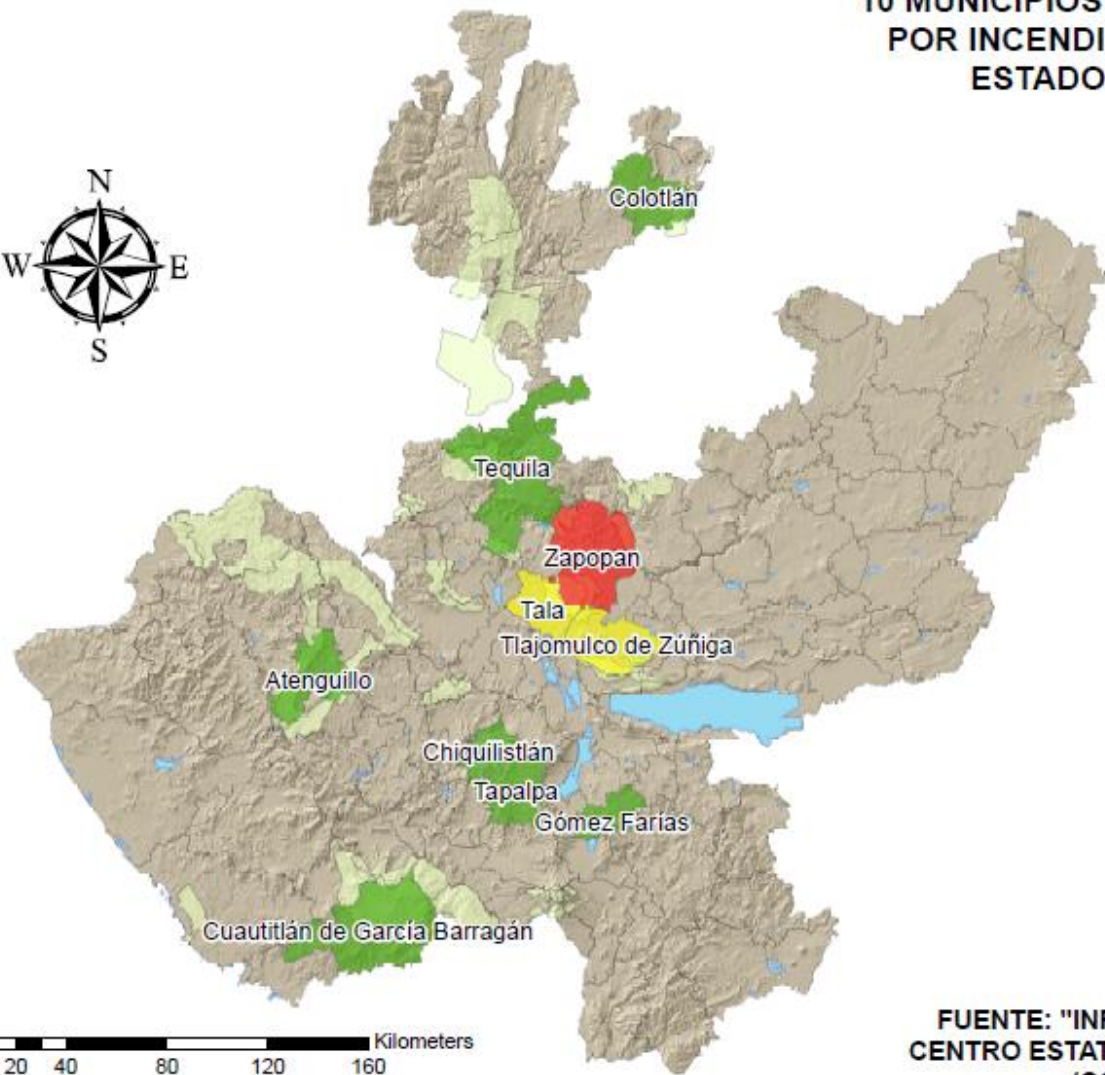 10 MUNICIPIOS
POR INCENDI
ESTADO
N
W E
S
Colotlán
Tequila
Zapopan
Tala
Tlajomulco de Zúñiga
Atenguillo
Chiquilistlán
Tapalpa
Gómez Farías
Cuautitlán de García Barragán
Kilometers
20 40 80 120 160
FUENTE: "INF
CENTRO ESTAT